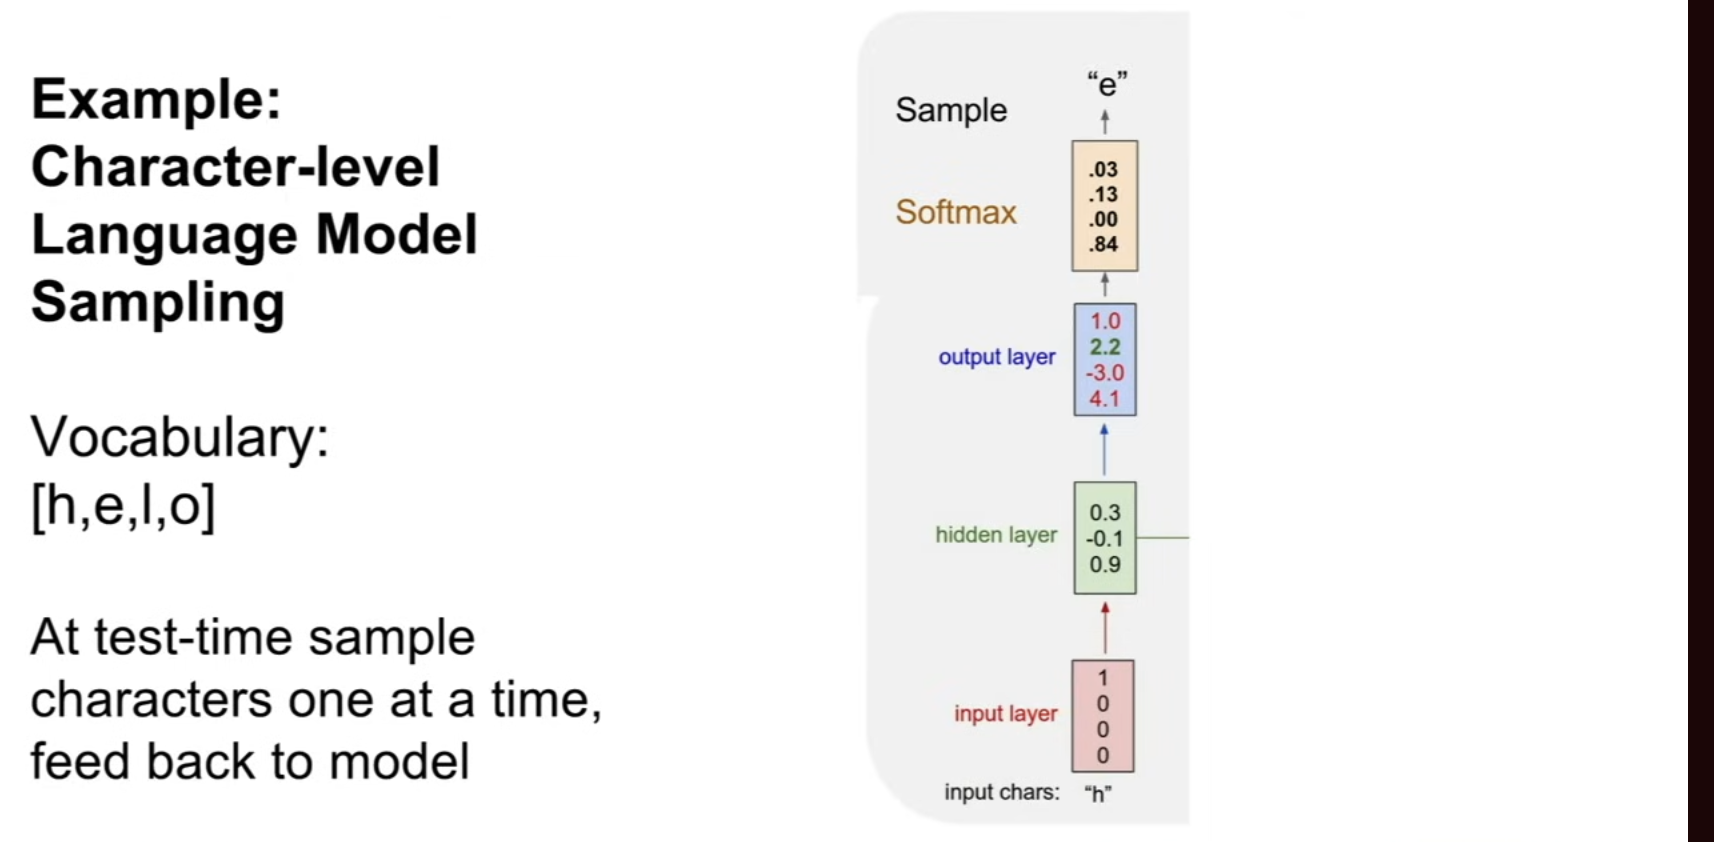 Example:
Character-level
Language Model
Sampling
Vocabulary:
[h,e,l,o]
At test-time sample
characters one at a time,
feed back to model
“e”
Sample
.03
.13
Softmax
.00
.84
1.0
2.2
output layer
-3.0
4.1
0.3
hidden layer
-0.1
0.9
1
0
input layer
0
0
input chars: “h”